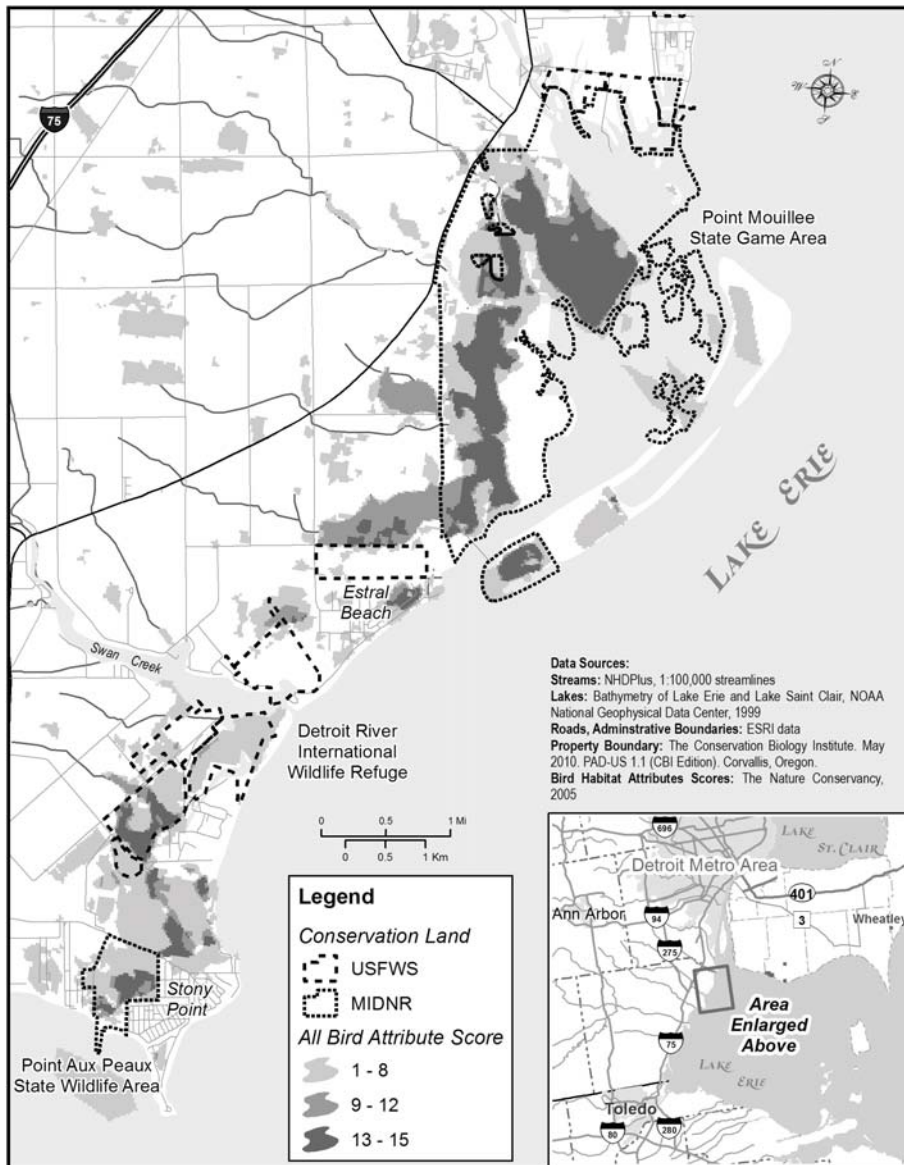 75
N
W
E
S
Point Mouillee
State Game Area
LAKE ERIE
Estral
Beach
Swan Creek
Detroit River
International
Wildlife Refuge
Data Sources:
Streams: NHDPlus, 1:100,000 streamlines
Lakes: Bathymetry of Lake Erie and Lake Saint Clair, NOAA
National Geophysical Data Center, 1999
Roads, Adminstrative Boundaries: ESRI data
Property Boundary: The Conservation Biology Institute. May
2010. PAD-US 1.1 (CBI Edition). Corvallis, Oregon.
Bird Habitat Attributes Scores: The Nature Conservancy,
2005
0 0.5 1 Mi
0 0.5 1 Km
Stony
Point
Point Aux Peaux
State Wildlife Area
Legend
Conservation Land
USFWS
MIDNR
All Bird Attribute Score
1 - 8
9 - 12
13 - 15
696
LAKE
ST. CLAIR
Detroit Metro Area
401
Ann Arbor
94
3
Wheatley
275
Area
Enlarged
Above
75
LAKE
ERIE
Toledo
80
280